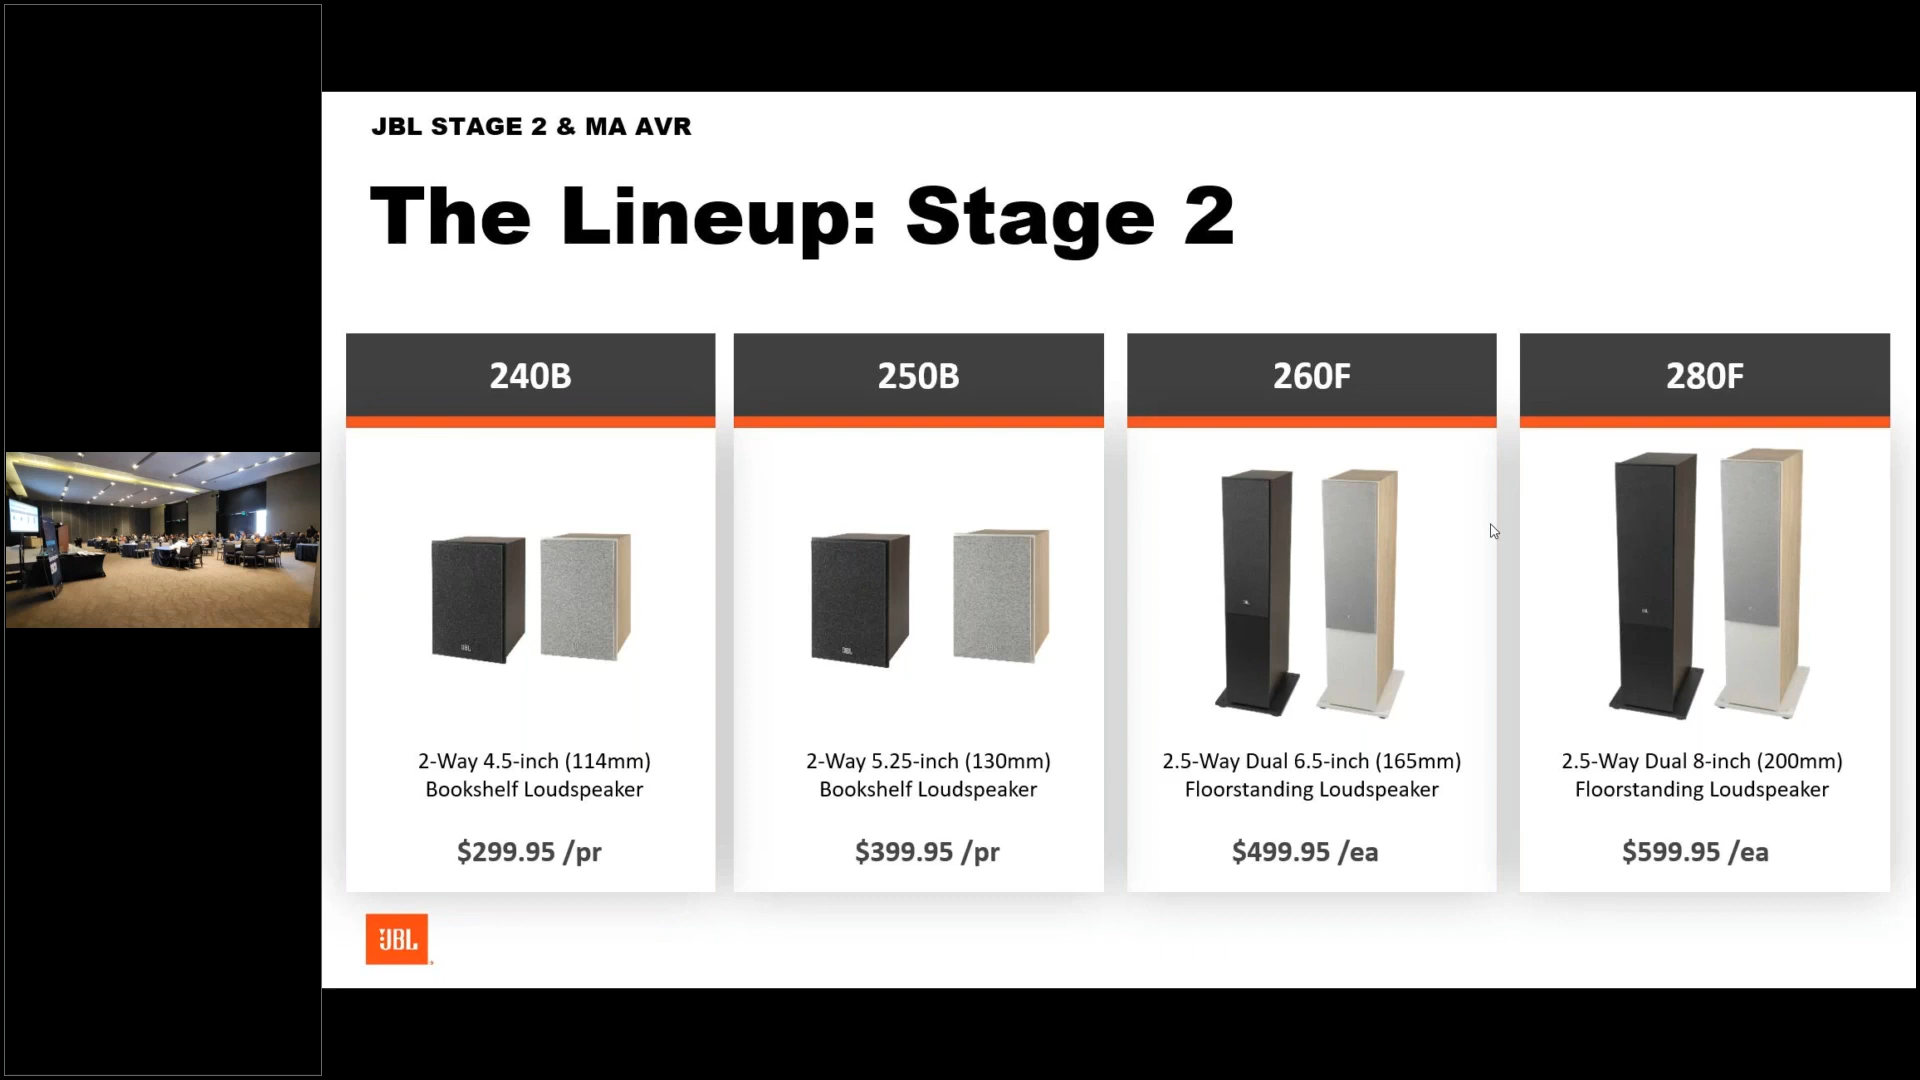 JBL STAGE 2 & MA AVR
The Lineup: Stage 2
240B
JBL
2-Way 4.5-inch (114mm)
Bookshelf Loudspeaker
$299.95 /pr
250B
JBL
2-Way 5.25-inch (130mm)
Bookshelf Loudspeaker
$399.95 /pr
260F
2.5-Way Dual 6.5-inch (165mm)
Floorstanding Loudspeaker
$499.95 /ea
280F
2.5-Way Dual 8-inch (200mm)
Floorstanding Loudspeaker
$599.95 /ea
JBL